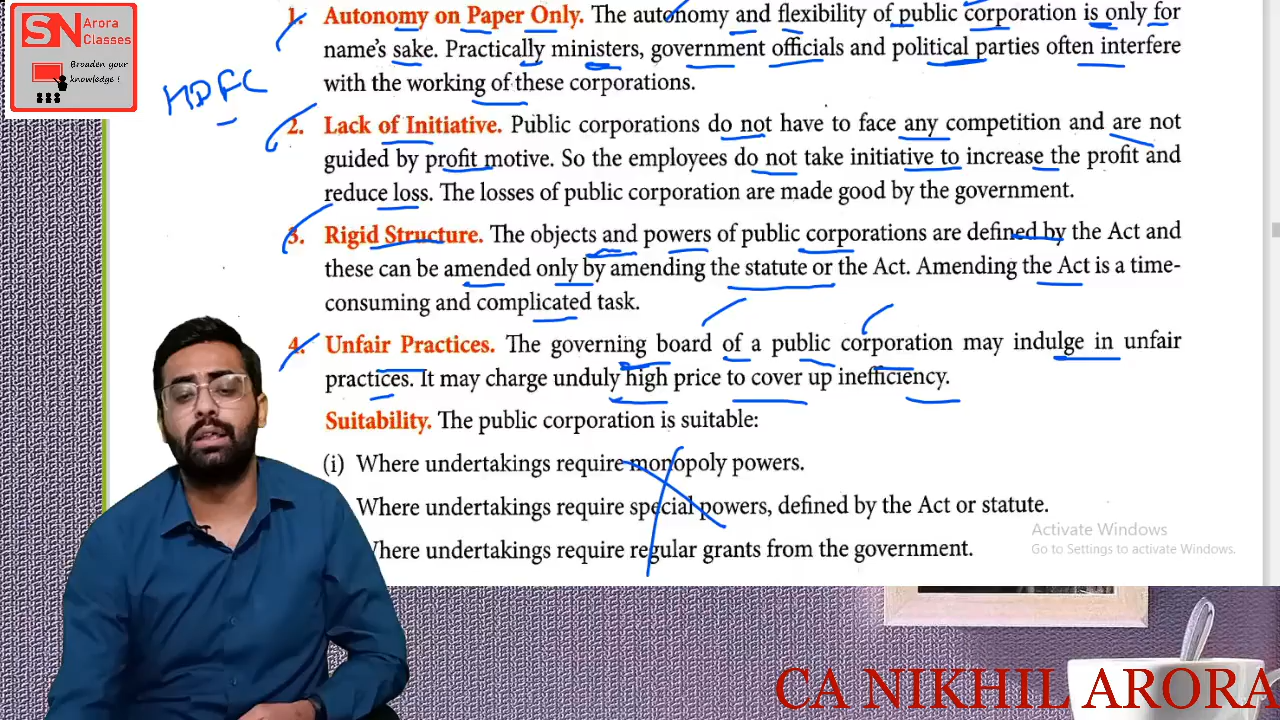 SN Arora
Classes
Broaden your
knowledge !
HDFC
1. Autonomy on Paper Only. The autonomy and flexibility of public corporation is only for
name's sake. Practically ministers, government officials and political parties often interfere
with the working of these corporations.
2. Lack of Initiative. Public corporations do not have to face any competition and are not
guided by profit motive. So the employees do not take initiative to increase the profit and
reduce loss. The losses of public corporation are made good by the government.
3. Rigid Structure. The objects and powers of public corporations are defined by the Act and
these can be amended only by amending the statute or the Act. Amending the Act is a time-
consuming and complicated task.
4. Unfair Practices. The governing board of a public corporation may indulge in unfair
practices. It may charge unduly high price to cover up inefficiency.
Suitability. The public corporation is suitable:
(i) Where undertakings require monopoly powers.
Where undertakings require special powers, defined by the Act or statute.
Where undertakings require regular grants from the government.
Activate Windows
Go to Settings to activate Windows.
CA NIKHIL ARORA